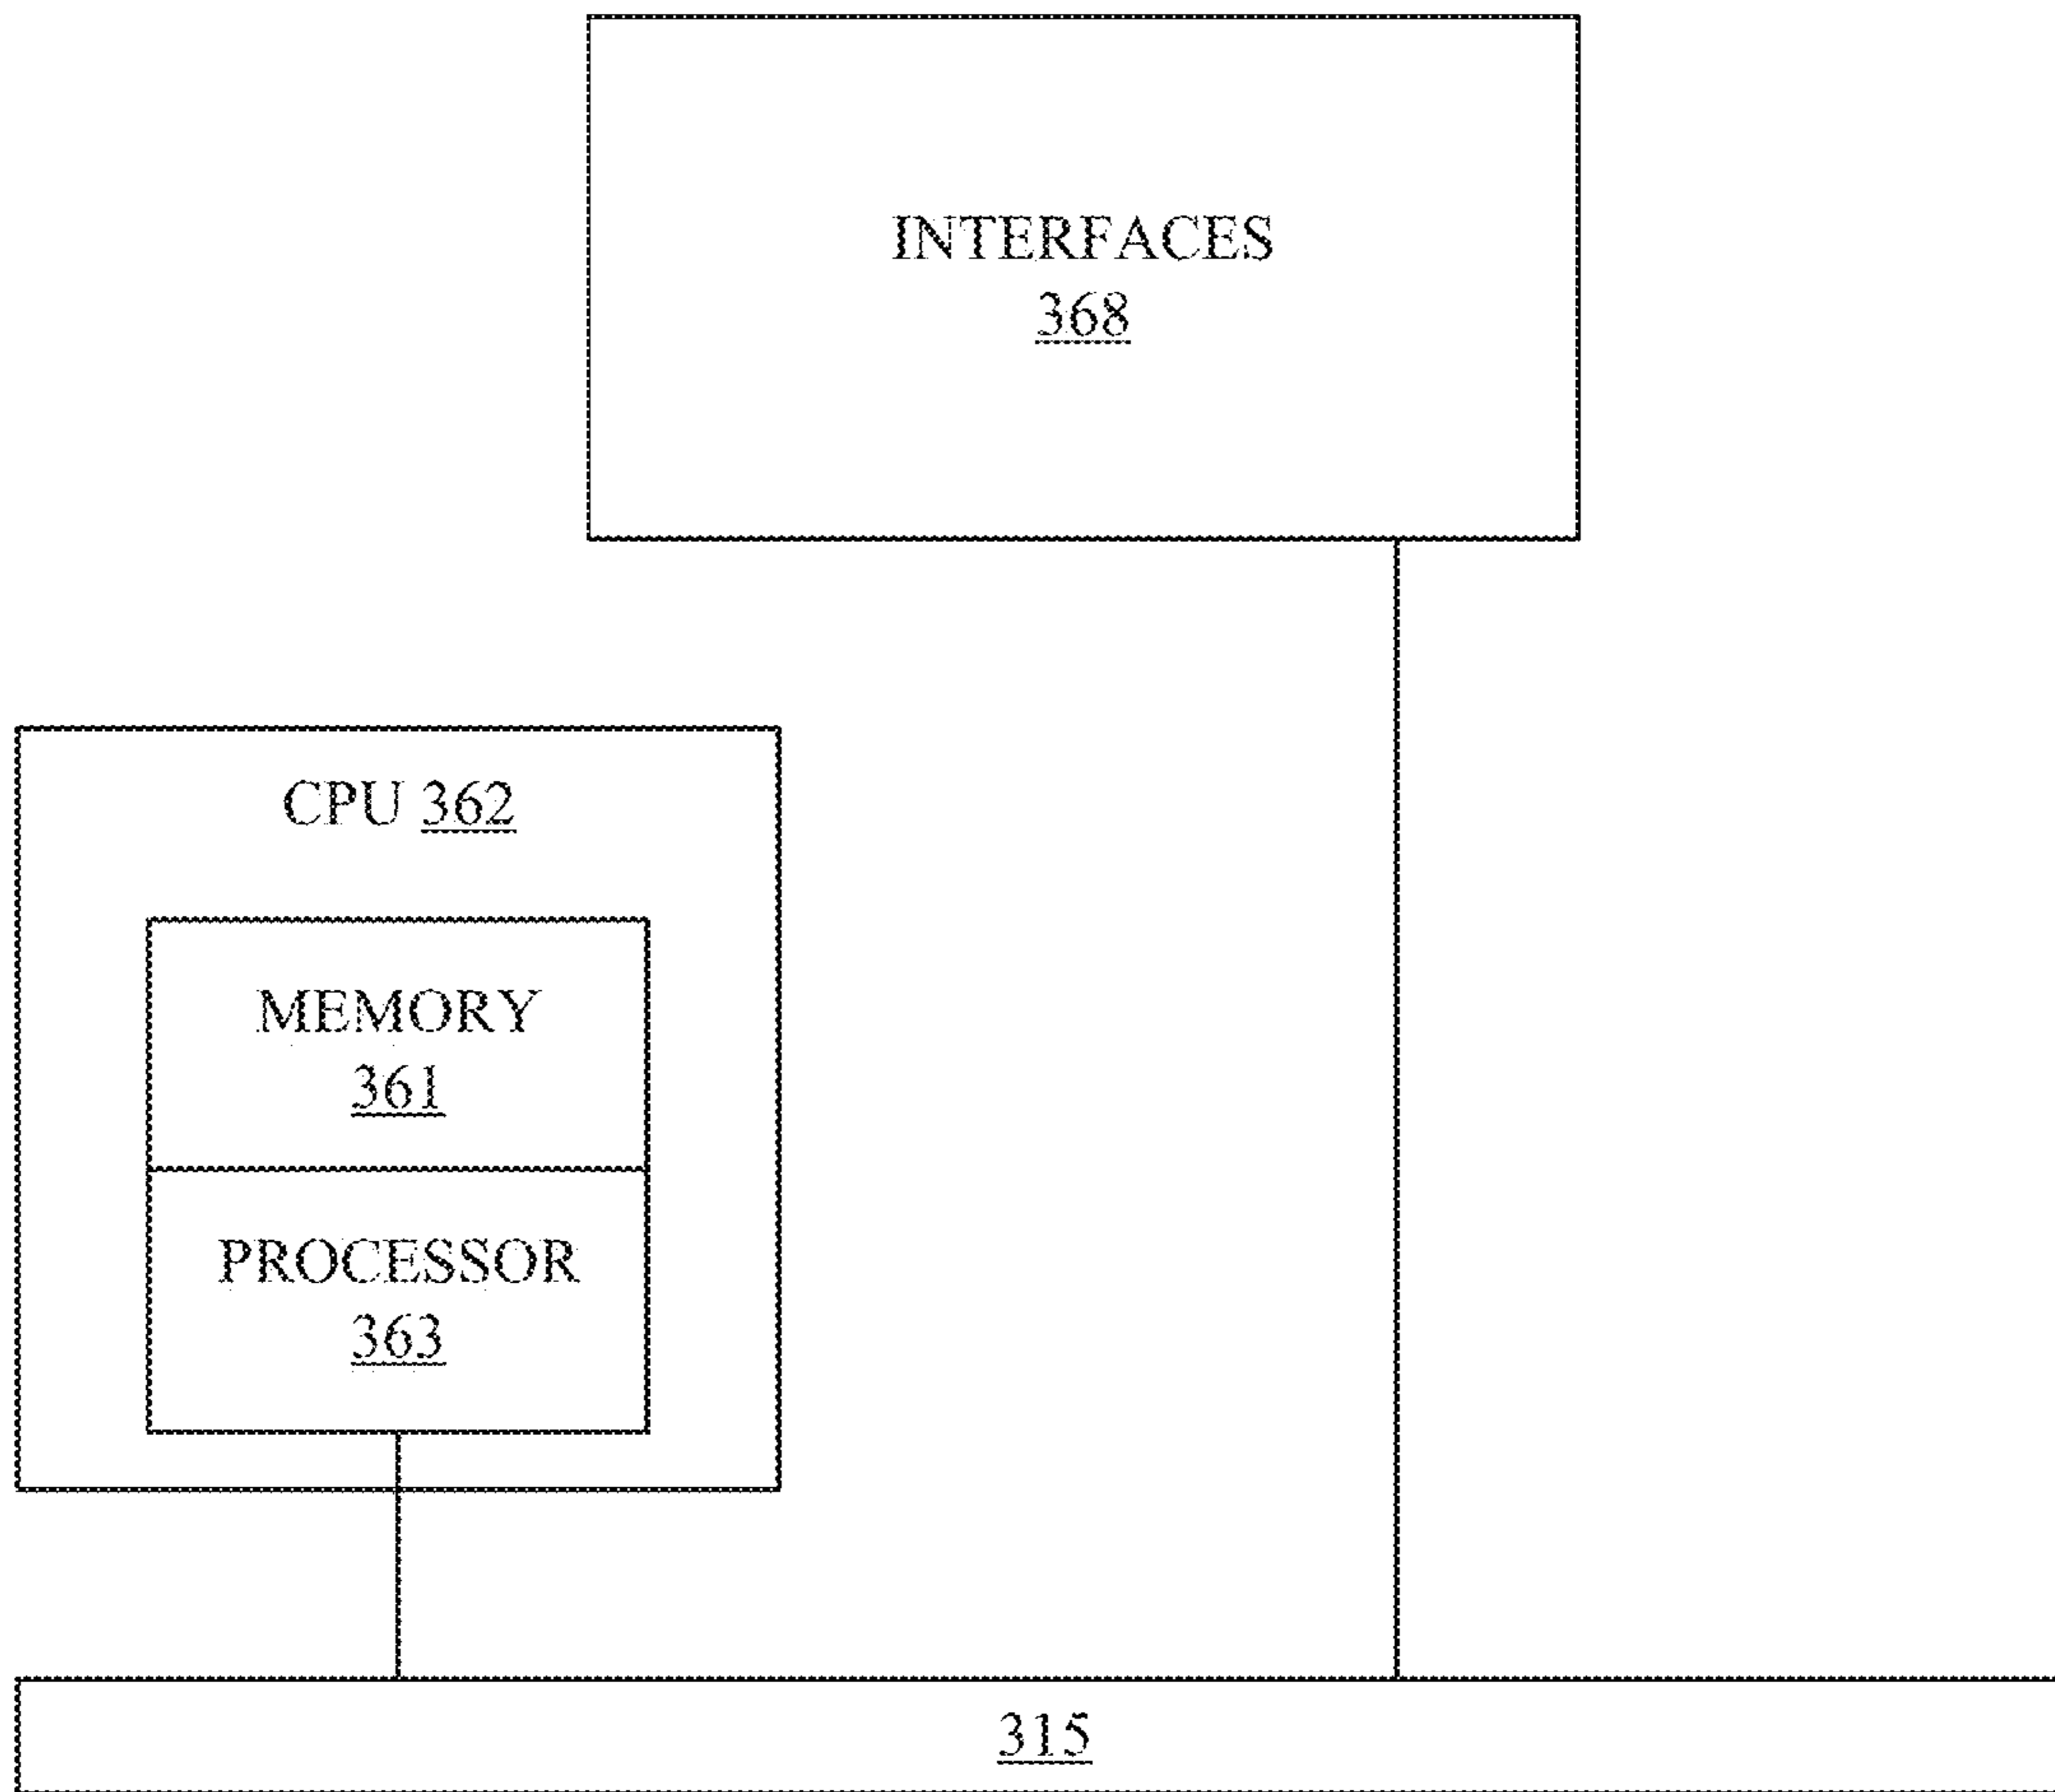 INTERFACES
368
CPU 362
MEMORY
361
PROCESSOR
363
315